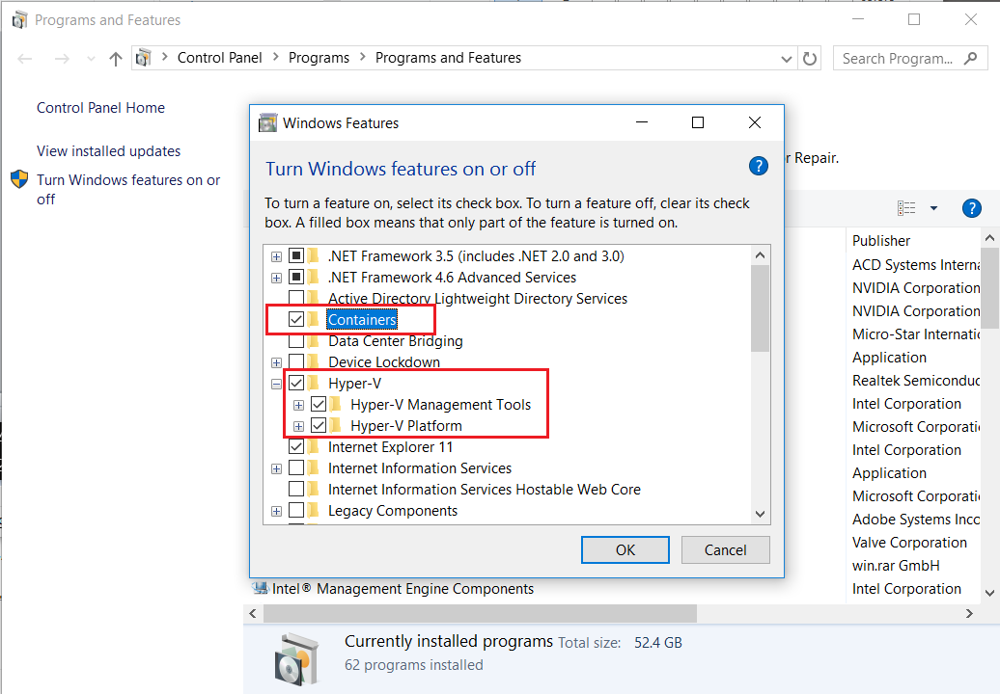 Programs and Features
Control Panel > Programs > Programs and Features
Search Program...
Control Panel Home
View installed updates
Turn Windows features on or
off
r Repair.
Windows Features
Turn Windows features on or off
?
To turn a feature on, select its check box. To turn a feature off, clear its check
box. A filled box means that only part of the feature is turned on.
.NET Framework 3.5 (includes .NET 2.0 and 3.0)
.NET Framework 4.6 Advanced Services
Active Directory Lightweight Directory Services
Containers
Data Center Bridging
Device Lockdown
Hyper-V
Hyper-V Management Tools
Hyper-V Platform
Internet Explorer 11
Internet Information Services
Internet Information Services Hostable Web Core
Legacy Components
OK
Cancel
?
Publisher
ACD Systems Interna
NVIDIA Corporation
NVIDIA Corporation
Micro-Star Internatic
Application
Realtek Semiconduc
Intel Corporation
Microsoft Corporatio
Intel Corporation
Application
Microsoft Corporatio
Adobe Systems Inco
Valve Corporation
win.rar GmbH
Intel Corporation
Intel® Management Engine Components
Currently installed programs Total size: 52.4 GB
62 programs installed